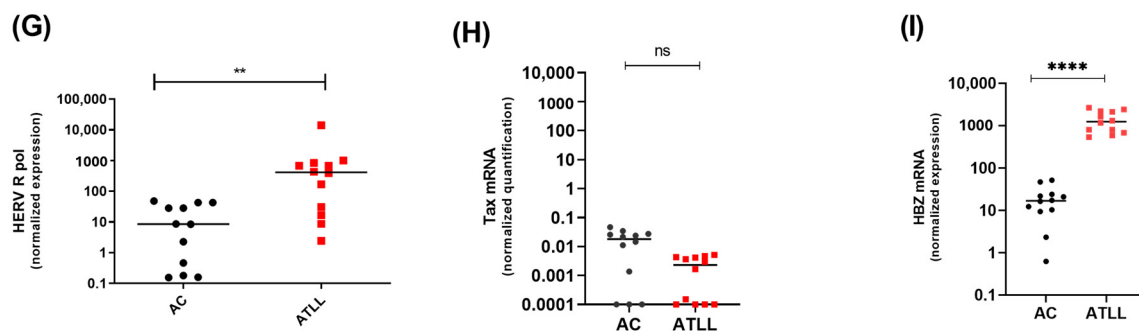 (G)
**
HERV R pol
(normalized expression)
100,000
10,000
1000
100
10
1
0.1
AC
ATLL
(H)
ns
Tax mRNA
(normalized quantification)
10,000
1000
100
10
1
0.1
0.01
0.001
0.0001
AC
ATLL
(I)
****
HBZ mRNA
(normalized expression)
10,000
1000
100
10
1
0.1
AC
ATLL